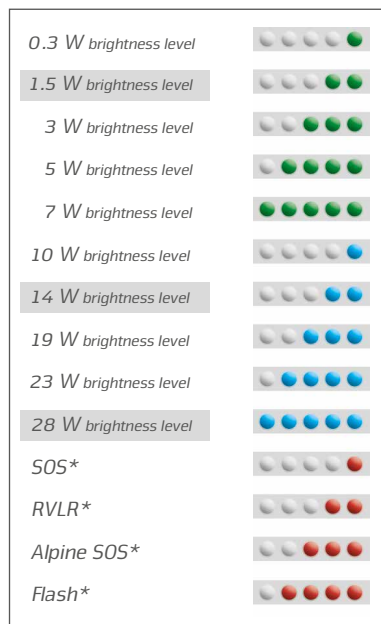 0.3 W brightness level
1.5 W brightness level
3 W brightness level
5 W brightness level
7 W brightness level
10 W brightness level
14 W brightness level
19 W brightness level
23 W brightness level
28 W brightness level
SOS*
RVLR*
Alpine SOS*
Flash*